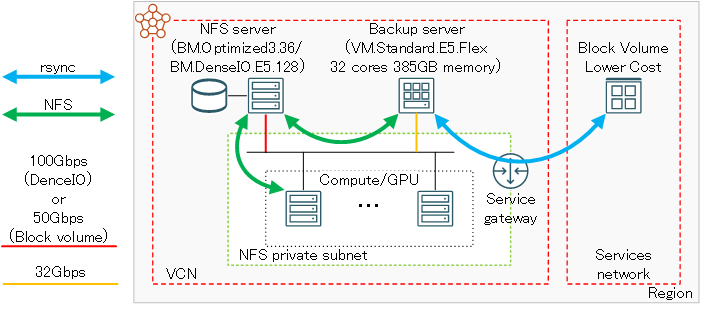 rsync
NFS
100Gbps
(DenceIO)
or
50Gbps
(Block volume)
32Gbps
NFS server
(BM.Optimized3.36/
BM.DenseIO.E5.128)
Backup server
(VM.Standard.E5.Flex
32 cores 385GB memory)
Block Volume
Lower Cost
Compute/GPU
...
Service
gateway
NFS private subnet
VCN
Services
network
Region